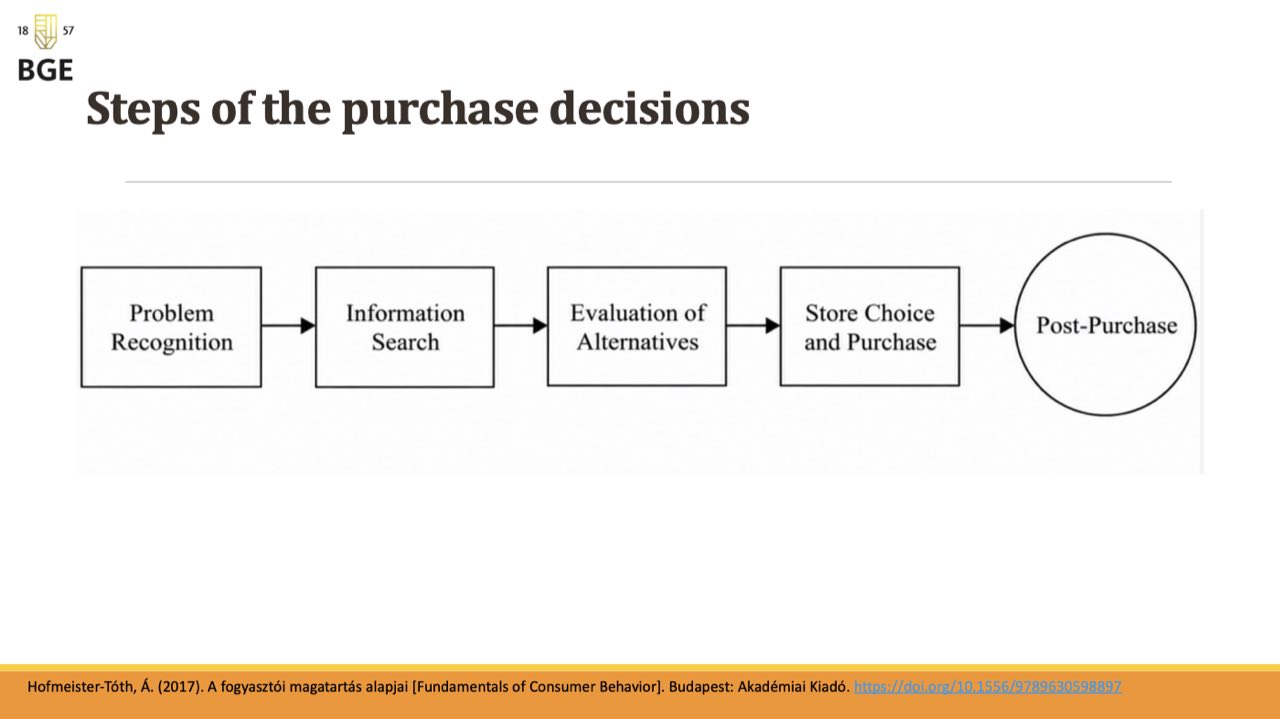 18 57
BGE
Steps of the purchase decisions
Problem
Recognition
Information
Search
Evaluation of
Alternatives
Store Choice
and Purchase
Post-Purchase
Hofmeister-Tóth, Á. (2017). A fogyasztói magatartás alapjai [Fundamentals of Consumer Behavior]. Budapest: Akadémiai Kiadó. https://doi.org/10.1556/9789630598897